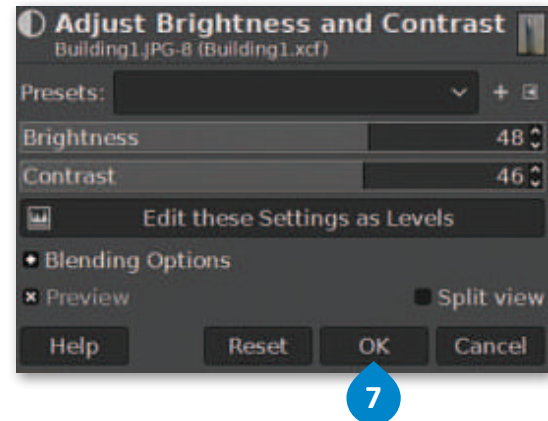 Adjust Brightness and Contrast
Building1.JPG-8 (Building1.xcf)
Presets:
Brightness 48
Contrast 46
Edit these Settings as Levels
Blending Options
Preview Split view
Help Reset OK Cancel
7